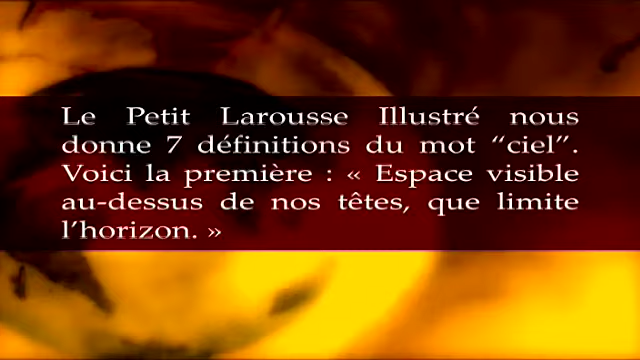 Le Petit Larousse Illustré nous
donne 7 définitions du mot “ciel”.
Voici la première : « Espace visible
au-dessus de nos têtes, que limite
l’horizon. »